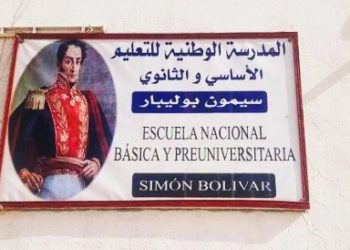 المدرسة الوطنية للتعليم
الأساسي و الثانوي
سيمون بوليبار
ESCUELA NACIONAL
BÁSICA Y PREUNIVERSITARIA
SIMÓN BOLIVAR